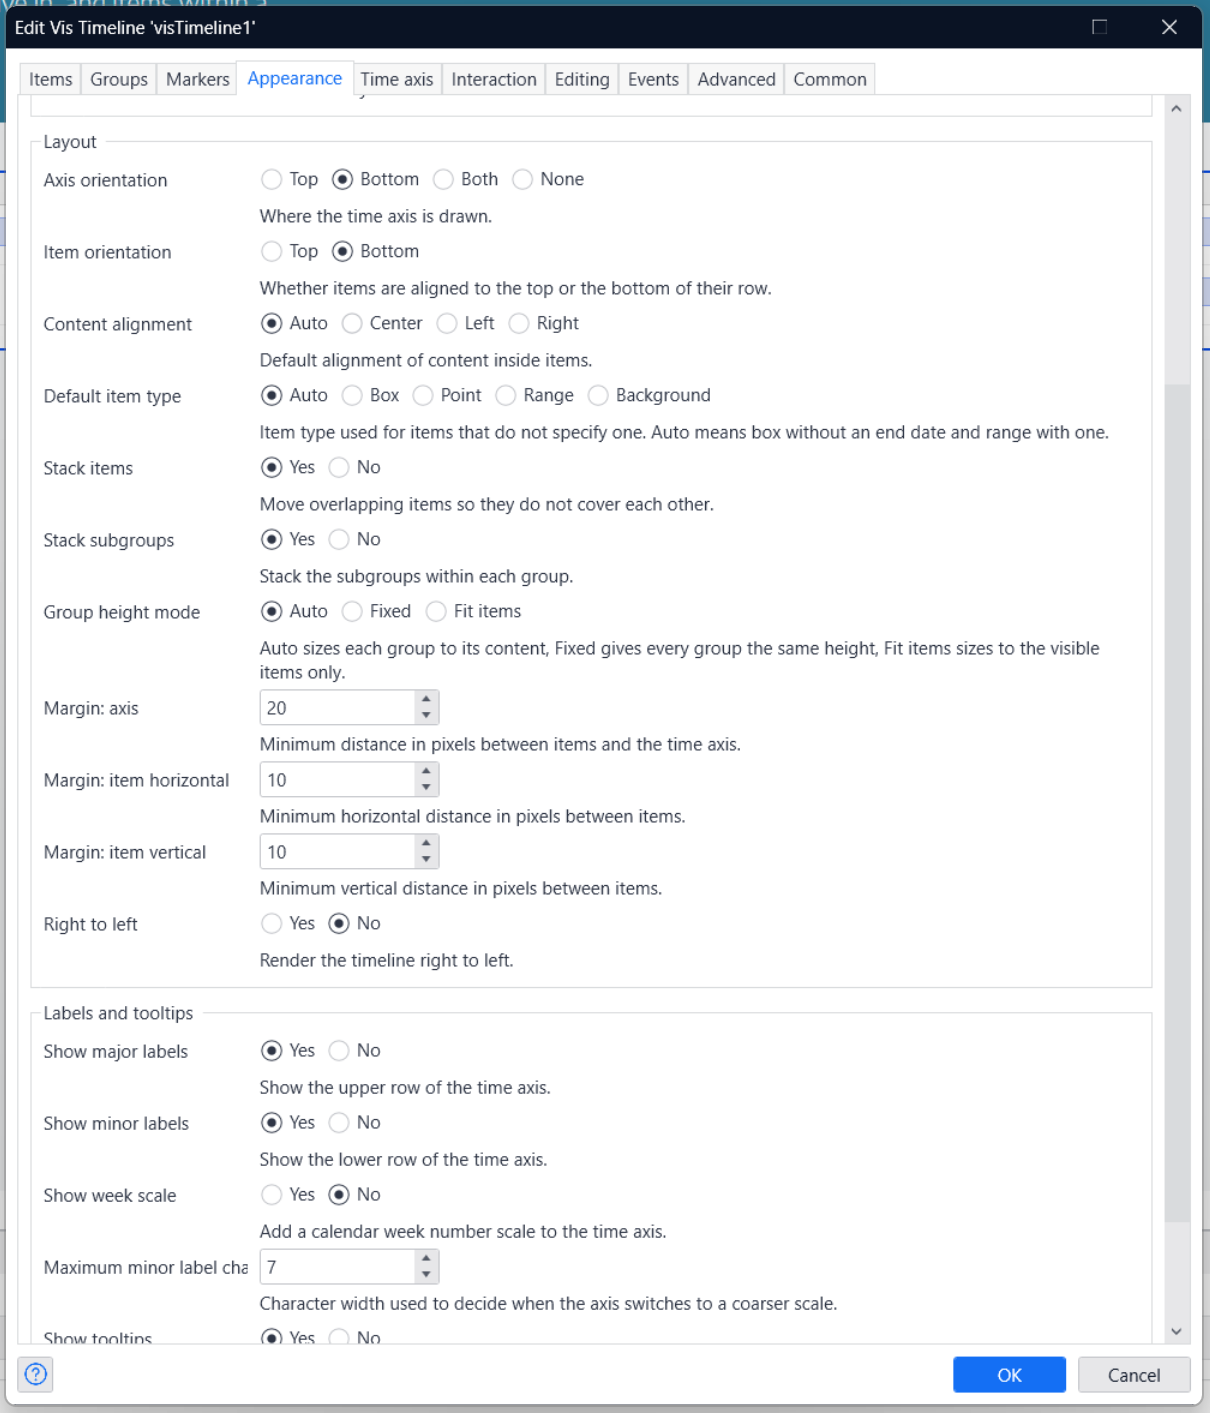 Edit Vis Timeline 'visTimeline1'
Items Groups Markers Appearance Time axis Interaction Editing Events Advanced Common
Layout
Axis orientation Top Bottom Both None
Where the time axis is drawn.
Item orientation Top Bottom
Whether items are aligned to the top or the bottom of their row.
Content alignment Auto Center Left Right
Default alignment of content inside items.
Default item type Auto Box Point Range Background
Item type used for items that do not specify one. Auto means box without an end date and range with one.
Stack items Yes No
Move overlapping items so they do not cover each other.
Stack subgroups Yes No
Stack the subgroups within each group.
Group height mode Auto Fixed Fit items
Auto sizes each group to its content, Fixed gives every group the same height, Fit items sizes to the visible
items only.
Margin: axis 20
Minimum distance in pixels between items and the time axis.
Margin: item horizontal 10
Minimum horizontal distance in pixels between items.
Margin: item vertical 10
Minimum vertical distance in pixels between items.
Right to left Yes No
Render the timeline right to left.
Labels and tooltips
Show major labels Yes No
Show the upper row of the time axis.
Show minor labels Yes No
Show the lower row of the time axis.
Show week scale Yes No
Add a calendar week number scale to the time axis.
Maximum minor label cha 7
Character width used to decide when the axis switches to a coarser scale.
Show tooltips Yes No
OK Cancel